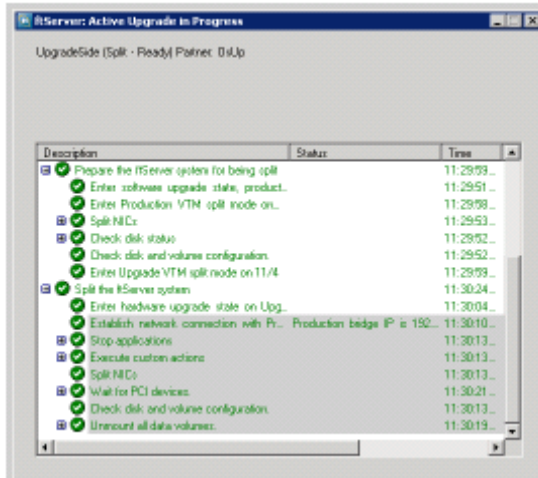 ftServer: Active Upgrade in Progress
UpgradeSide (Split - Ready) Partner: OsUp
Description Status Time
Prepare the ftServer system for being split 11:29:59...
Enter software upgrade state, product... 11:29:51...
Enter Production VTM split mode on... 11:29:58...
Split NICs 11:29:53...
Check disk status 11:29:52...
Check disk and volume configuration. 11:29:52...
Enter Upgrade VTM split mode on 11/4 11:29:59...
Split the ftServer system 11:30:24...
Enter hardware upgrade state on Upg... 11:30:04...
Establish network connection with Pr... Production bridge IP is 192... 11:30:10...
Stop applications 11:30:13...
Execute custom actions 11:30:13...
Split NICs 11:30:13...
Wait for PCI devices. 11:30:21...
Check disk and volume configuration. 11:30:13...
Unmount all data volumes. 11:30:19...